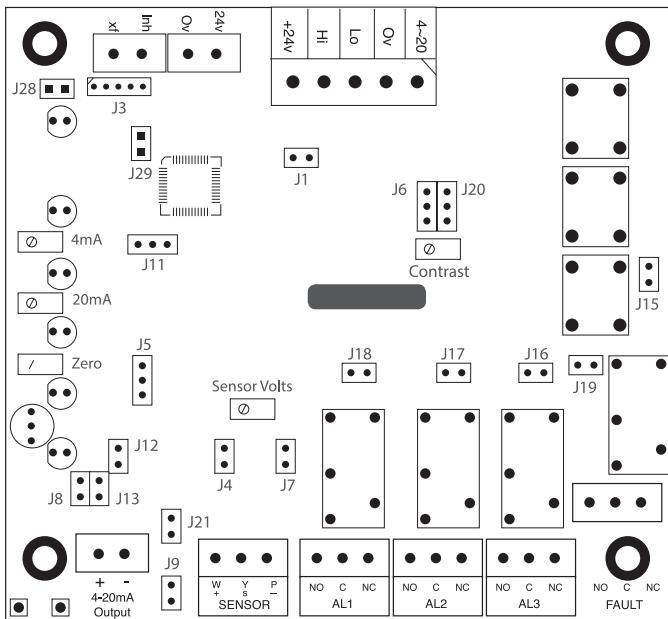 xf Inh Ov 24v
+24v Hi Lo Ov 4~20
J28
J3
J29
J1
J6 J20
4mA
J11
Contrast
20mA
J15
J5
Zero
J18 J17 J16
J19
Sensor Volts
J12
J4 J7
J8 J13
J21
J9
+ -
4-20mA
Output
W Y P
+ s –
SENSOR
NO C NC
AL1
NO C NC
AL2
NO C NC
AL3
NO C NC
FAULT